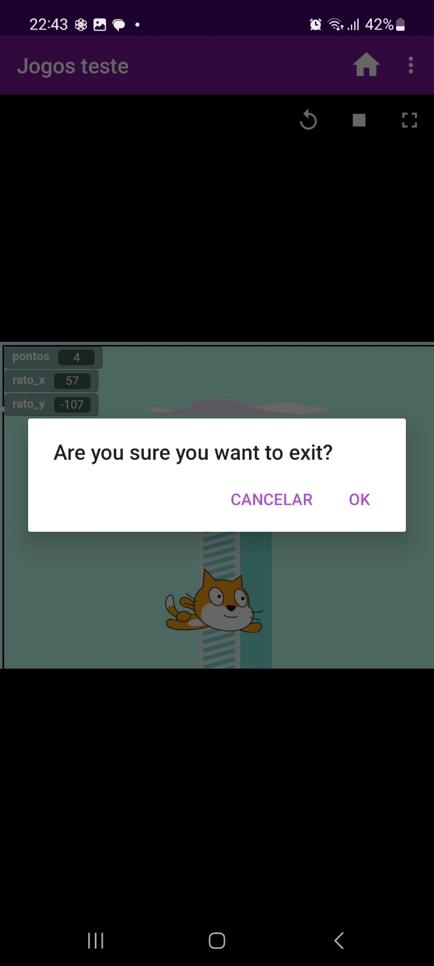 22:43
42%
Jogos teste
pontos 4
rato_x 57
rato_y -107
Are you sure you want to exit?
CANCELAR OK